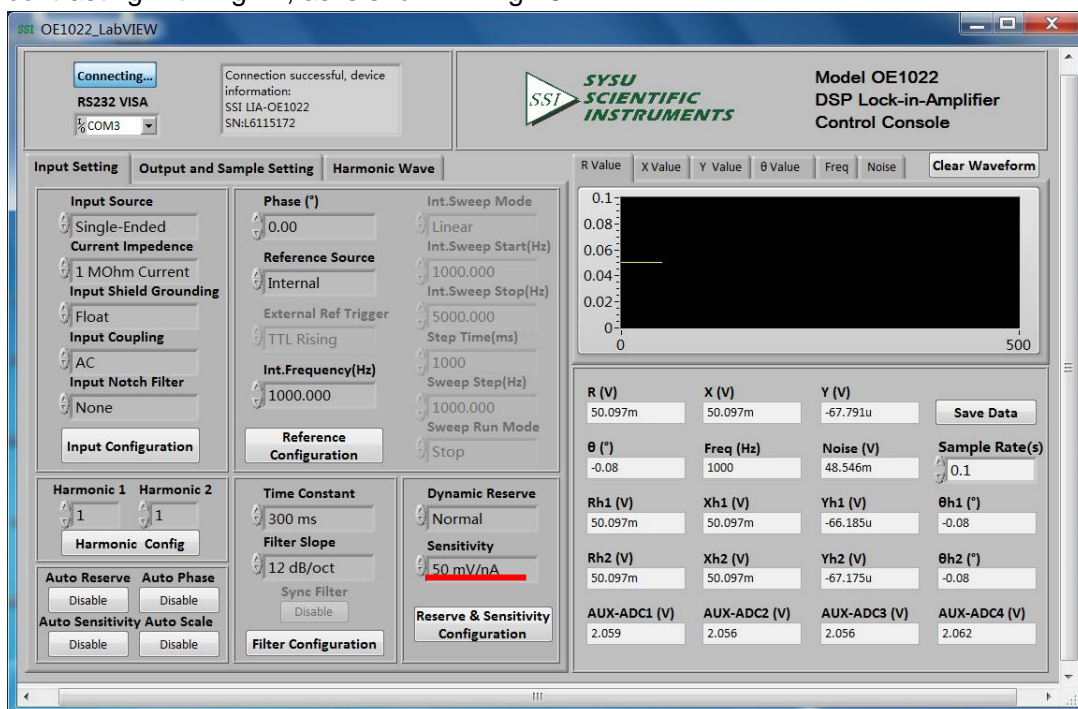 SSI OE1022_LabVIEW
Connecting...
RS232 VISA
COM3
Connection successful, device
information:
SSI LIA-OE1022
SN:L6115172
SSI
SYSU
SCIENTIFIC
INSTRUMENTS
Model OE1022
DSP Lock-in-Amplifier
Control Console
Input Setting Output and Sample Setting Harmonic Wave
Input Source
Single-Ended
Current Impedence
1 MOhm Current
Input Shield Grounding
Float
Input Coupling
AC
Input Notch Filter
None
Input Configuration
Phase (°)
0.00
Reference Source
Internal
External Ref Trigger
TTL Rising
Int.Frequency(Hz)
1000.000
Reference
Configuration
Int.Sweep Mode
Linear
Int.Sweep Start(Hz)
1000.000
Int.Sweep Stop(Hz)
5000.000
Step Time(ms)
1000
Sweep Step(Hz)
1000.000
Sweep Run Mode
Stop
Harmonic 1 Harmonic 2
1 1
Harmonic Config
Auto Reserve Auto Phase
Disable Disable
Auto Sensitivity Auto Scale
Disable Disable
Time Constant
300 ms
Filter Slope
12 dB/oct
Sync Filter
Disable
Filter Configuration
Dynamic Reserve
Normal
Sensitivity
50 mV/nA
Reserve & Sensitivity
Configuration
R Value X Value Y Value θ Value Freq Noise Clear Waveform
0.1
0.08
0.06
0.04
0.02
0
0 500
R (V) X (V) Y (V)
50.097m 50.097m -67.791u Save Data
θ (°) Freq (Hz) Noise (V) Sample Rate(s)
-0.08 1000 48.546m 0.1
Rh1 (V) Xh1 (V) Yh1 (V) θh1 (°)
50.097m 50.097m -66.185u -0.08
Rh2 (V) Xh2 (V) Yh2 (V) θh2 (°)
50.097m 50.097m -67.175u -0.08
AUX-ADC1 (V) AUX-ADC2 (V) AUX-ADC3 (V) AUX-ADC4 (V)
2.059 2.056 2.056 2.062